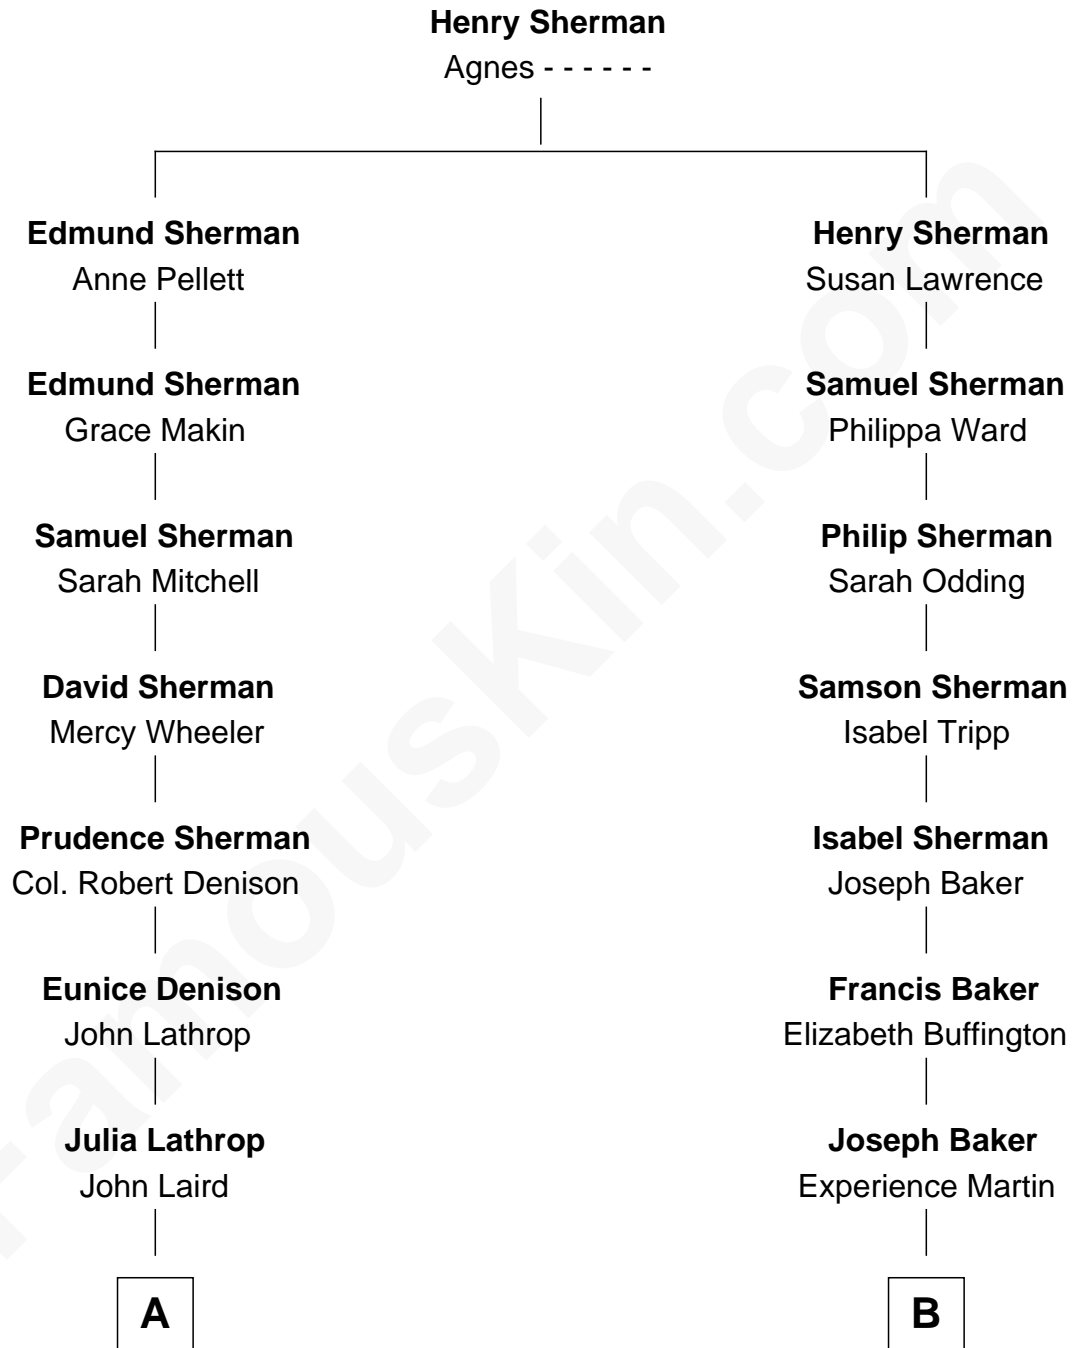 Henry Sherman
Agnes - - - - - -
Edmund Sherman
Anne Pellett
Henry Sherman
Susan Lawrence
Edmund Sherman
Grace Makin
Samuel Sherman
Philippa Ward
Samuel Sherman
Sarah Mitchell
Philip Sherman
Sarah Odding
David Sherman
Mercy Wheeler
Samson Sherman
Isabel Tripp
Prudence Sherman
Col. Robert Denison
Isabel Sherman
Joseph Baker
Eunice Denison
John Lathrop
Francis Baker
Elizabeth Buffington
Julia Lathrop
John Laird
Joseph Baker
Experience Martin
A
B
FamousKin.com